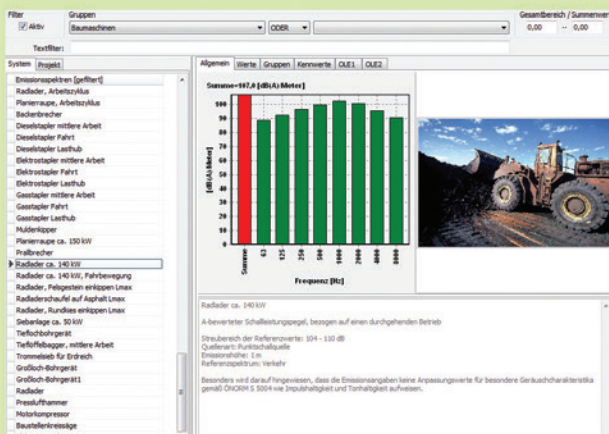 Filter
Gruppen
Gesamtbereich / Summenwer
Aktiv
Baumaschinen
ODER
0,00 -- 0,00
Textfilter:
System Projekt
Emissionsspektren [gefiltert]
Radlader, Arbeitszyklus
Planierraupe, Arbeitszyklus
Backenbrecher
Dieselstapler mittlere Arbeit
Dieselstapler Fahrt
Dieselstapler Lasthub
Elektrostapler mittlere Arbeit
Elektrostapler Fahrt
Elektrostapler Lasthub
Gasstapler mittlere Arbeit
Gasstapler Fahrt
Gasstapler Lasthub
Muldenkipper
Planierraupe ca. 150 kW
Prallbrecher
Radlader ca. 140 kW
Radlader ca. 140 kW, Fahrbewegung
Radlader, Felsgestein einkippen Lmax
Radladerschaufel auf Asphalt Lmax
Radlader, Rundkies einkippen Lmax
Siebanlage ca. 50 kW
Tieflochbohrgerät
Tieflöffelbagger, mittlere Arbeit
Trommelsieb für Erdreich
Großloch-Bohrgerät
Großloch-Bohrgerät1
Radlader
Presslufthammer
Motorkompressor
Baustellenkreissäge
Allgemein Werte Gruppen Kennwerte OLE1 OLE2
Summe=107,0 [dB(A)/Meter]
[dB(A)/Meter]
100
90
80
70
60
50
40
30
20
10
0
Summe 63 125 250 500 1000 2000 4000 8000
Frequenz [Hz]
Radlader ca. 140 kW
A-bewerteter Schallleistungspegel, bezogen auf einen durchgehenden Betrieb
Streubereich der Referenzwerte: 104 - 110 dB
Quellenart: Punktschallquelle
Emissionshöhe: 1 m
Referenzspektrum: Verkehr
Besonders wird darauf hingewiesen, dass die Emissionsangaben keine Anpassungswerte für besondere Geräuschcharakteristika
gemäß ÖNORM S 5004 wie Impulshaltigkeit und Tonhaltigkeit aufweisen.